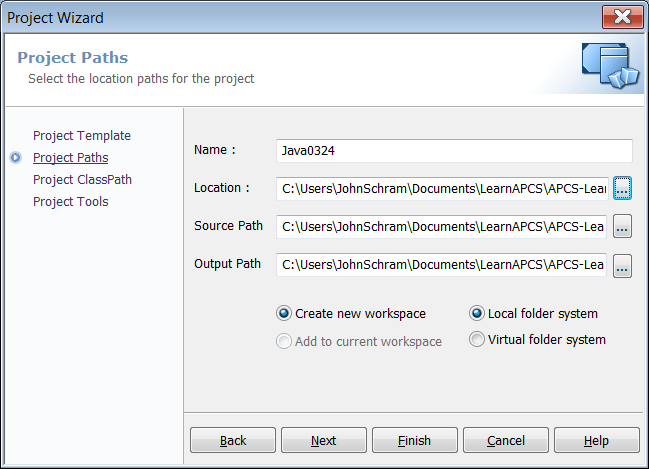 Project Wizard
Project Paths
Select the location paths for the project
Project Template
Project Paths
Project ClassPath
Project Tools
Name : Java0324
Location : C:\Users\JohnSchram\Documents\LearnAPCS\APCS-Lear ...
Source Path C:\Users\JohnSchram\Documents\LearnAPCS\APCS-Lea ...
Output Path C:\Users\JohnSchram\Documents\LearnAPCS\APCS-Lea ...
Create new workspace Local folder system
Add to current workspace Virtual folder system
Back Next Finish Cancel Help